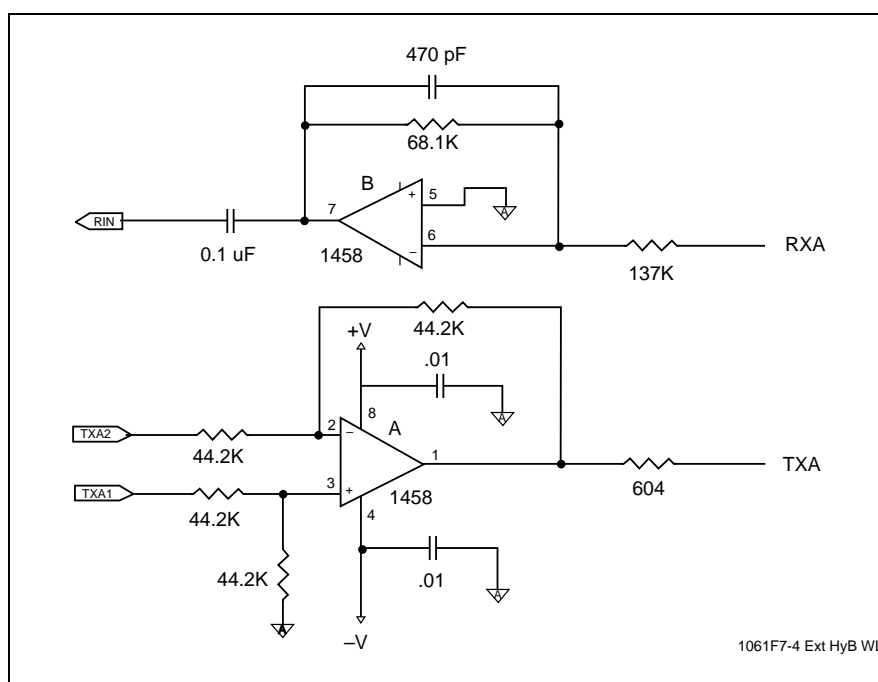 470 pF
68.1K
B
+
5
A
7
RIN
6
−
0.1 uF
1458
137K
RXA
44.2K
+V
.01
A
8
TXA2
2
−
A
44.2K
1
TXA
3
+
TXA1
1458
604
44.2K
4
44.2K
.01
A
A
–V
1061F7-4 Ext HyB WL